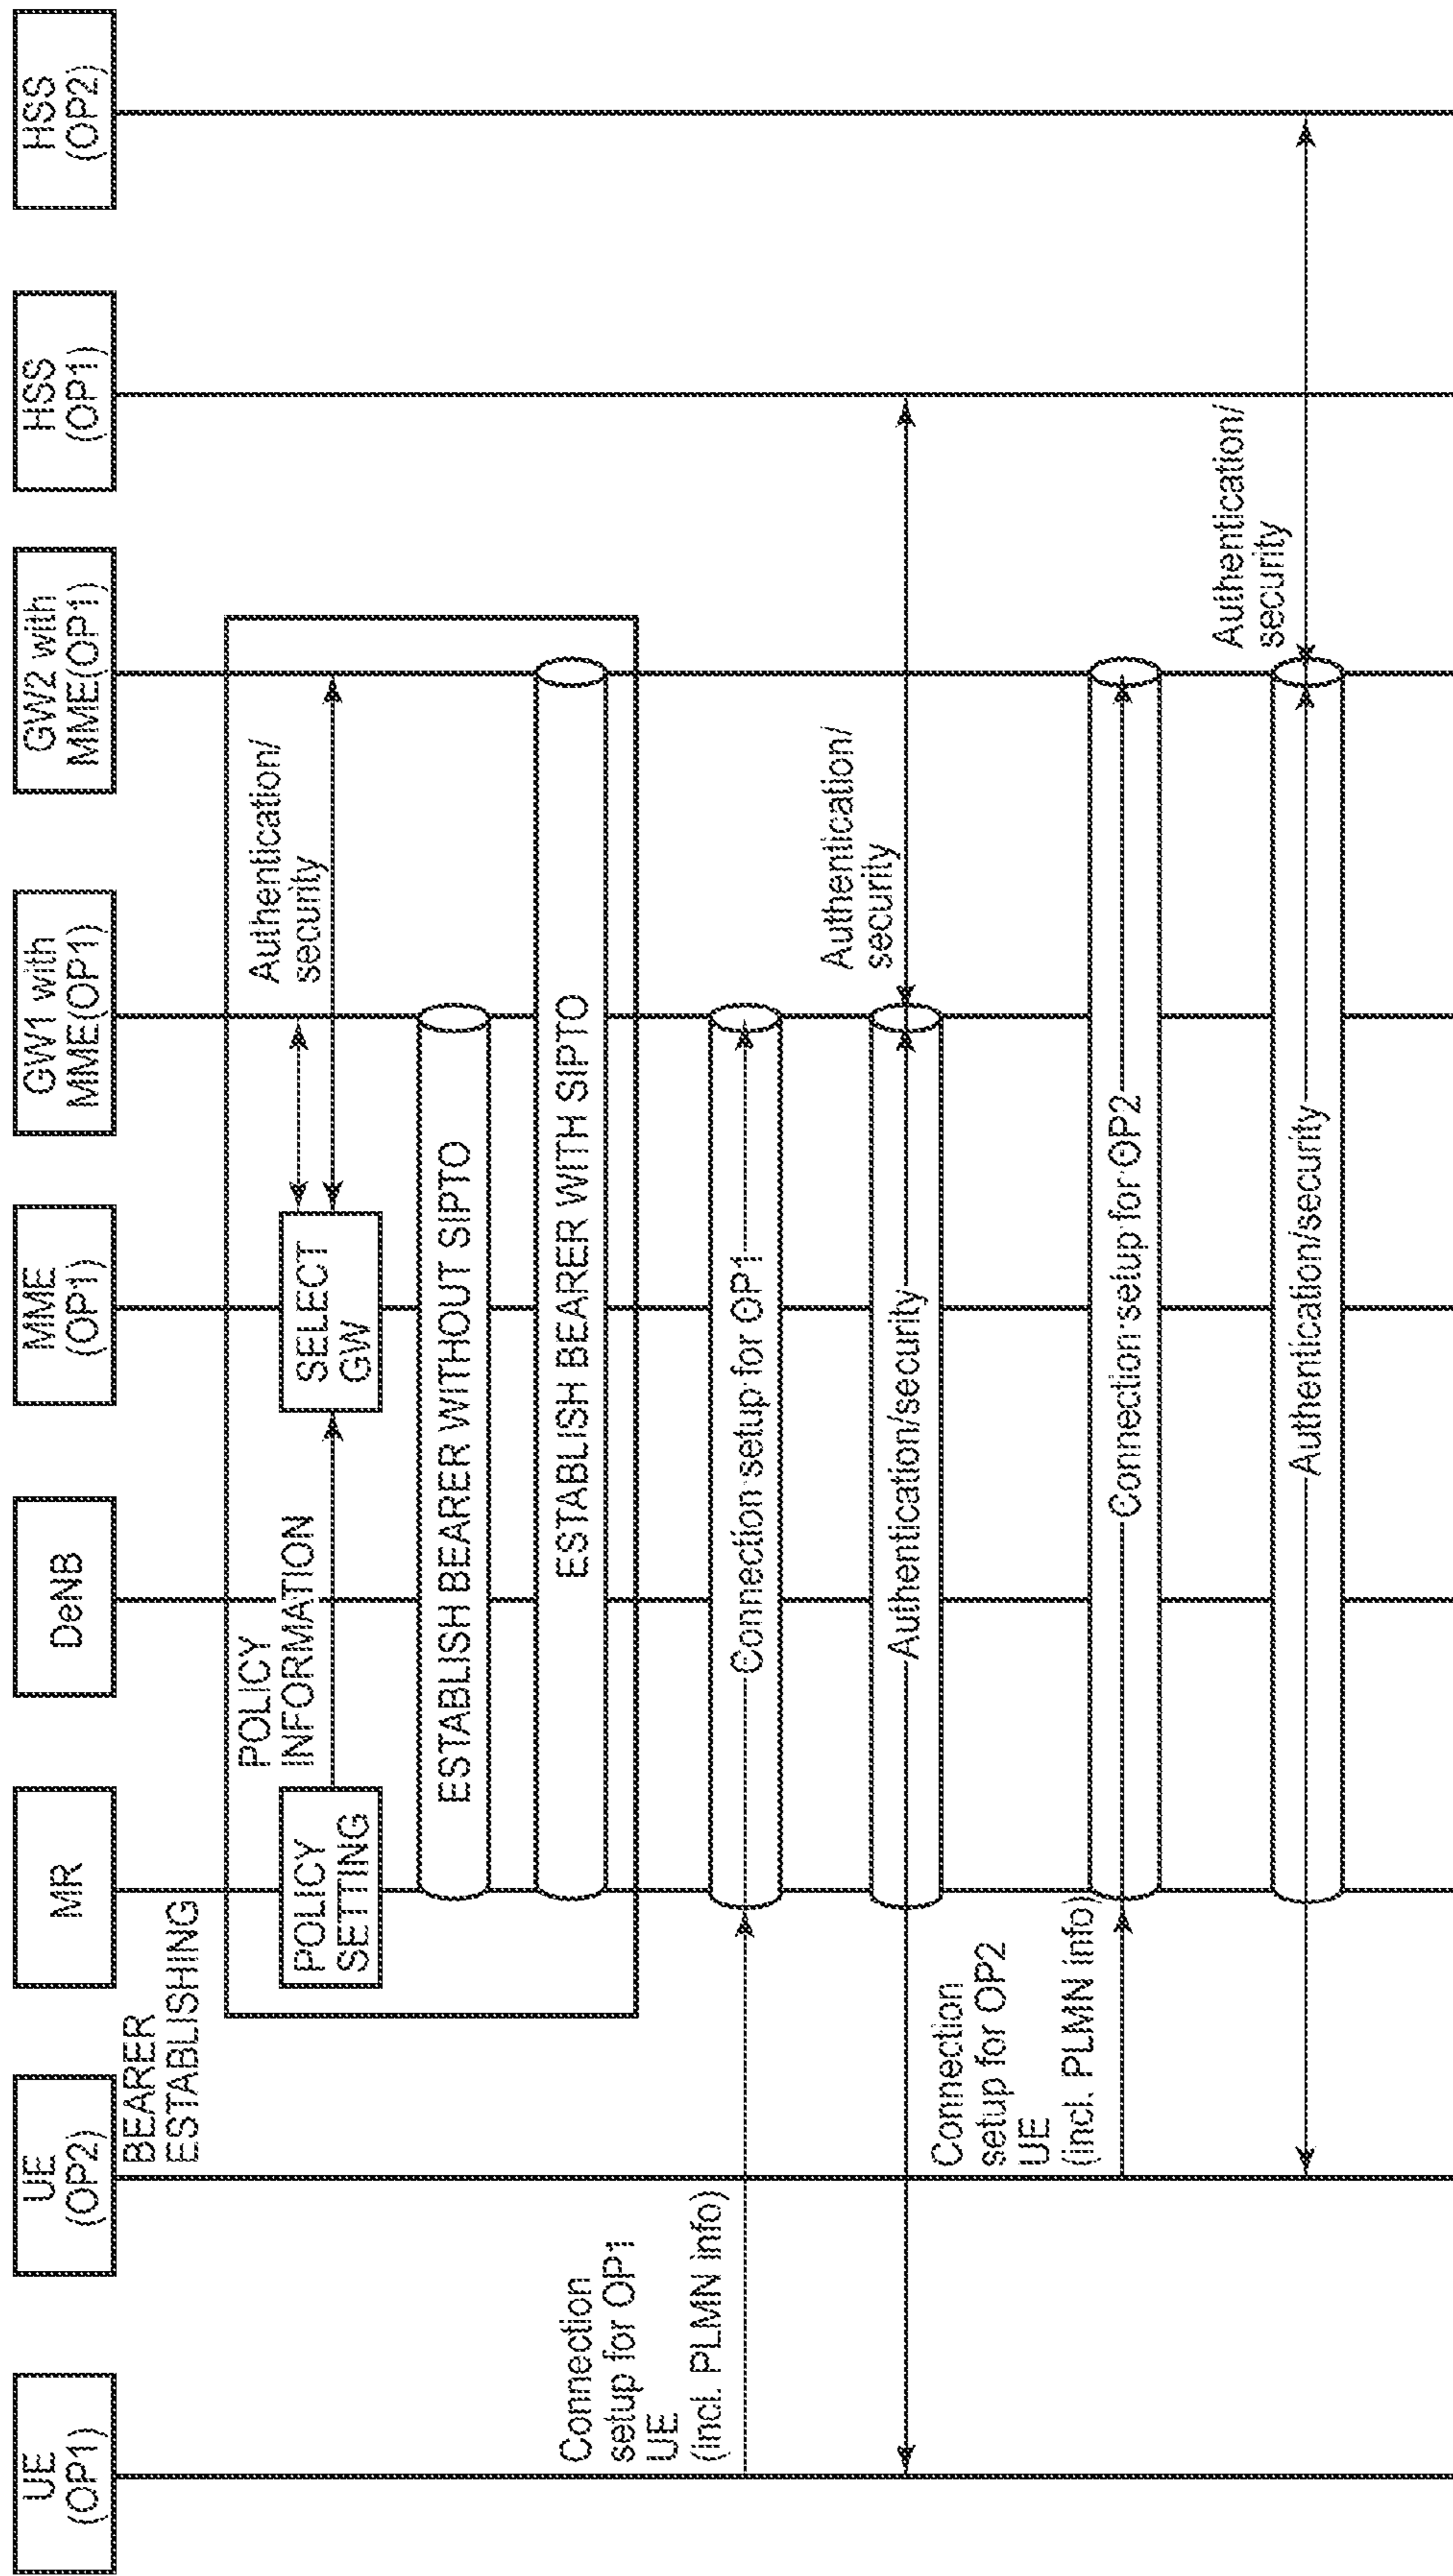 UE
(OP1)
UE
(OP2)
MR
DeNB
MME
(OP1)
GW1 with
MME(OP1)
GW2 with
MME(OP1)
HSS
(OP1)
HSS
(OP2)
BEARER
ESTABLISHING
POLICY
SETTING
POLICY
INFORMATION
SELECT
GW
Authentication/
security
ESTABLISH BEARER WITHOUT SIPTO
ESTABLISH BEARER WITH SIPTO
Connection
setup for OP1
UE
(incl. PLMN info)
Connection setup for OP1
Authentication/security
Authentication/
security
Connection
setup for OP2
UE
(incl. PLMN info)
Connection setup for OP2
Authentication/security
Authentication/
security